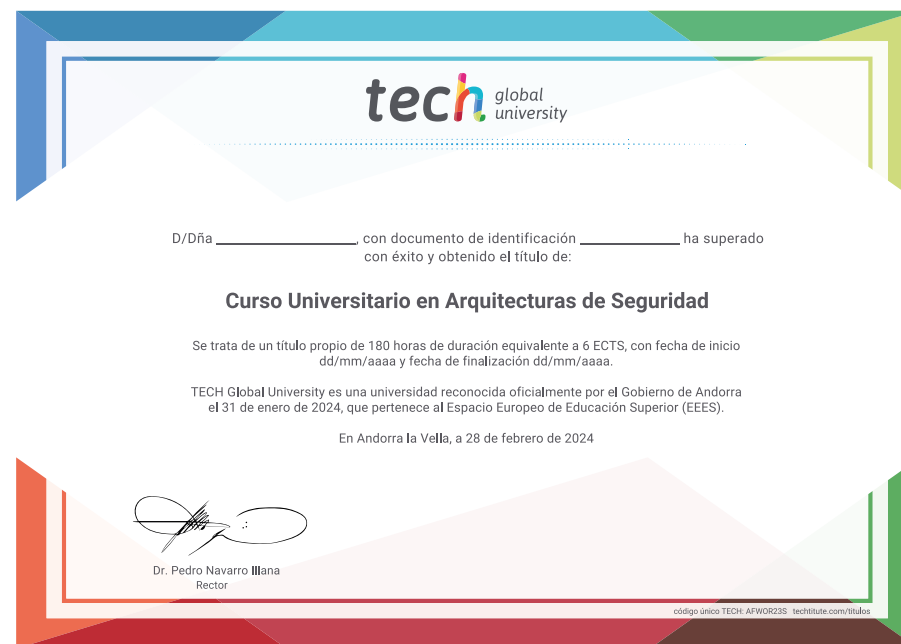 tech global university
D/Dña ____________________, con documento de identificación ______________ ha superado
con éxito y obtenido el título de:
Curso Universitario en Arquitecturas de Seguridad
Se trata de un título propio de 180 horas de duración equivalente a 6 ECTS, con fecha de inicio
dd/mm/aaaa y fecha de finalización dd/mm/aaaa.
TECH Global University es una universidad reconocida oficialmente por el Gobierno de Andorra
el 31 de enero de 2024, que pertenece al Espacio Europeo de Educación Superior (EEES).
En Andorra la Vella, a 28 de febrero de 2024
Dr. Pedro Navarro Illana
Rector
código único TECH: AFWOR23S techtitute.com/titulos